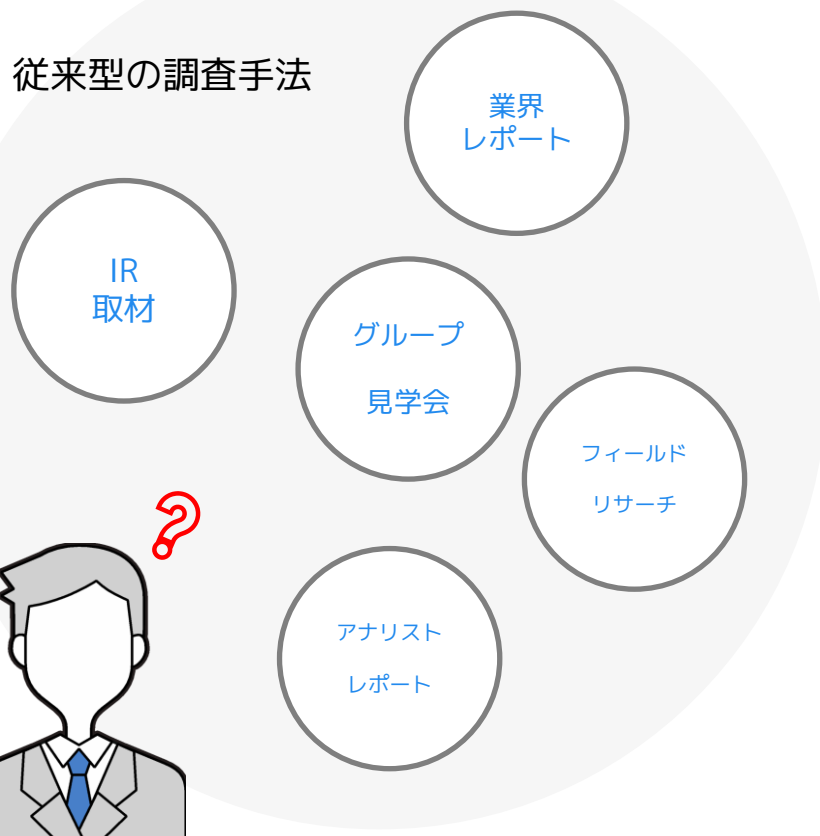 従来型の調査手法
業界
レポート
IR
取材
グループ
見学会
フィールド
リサーチ
アナリスト
レポート
?